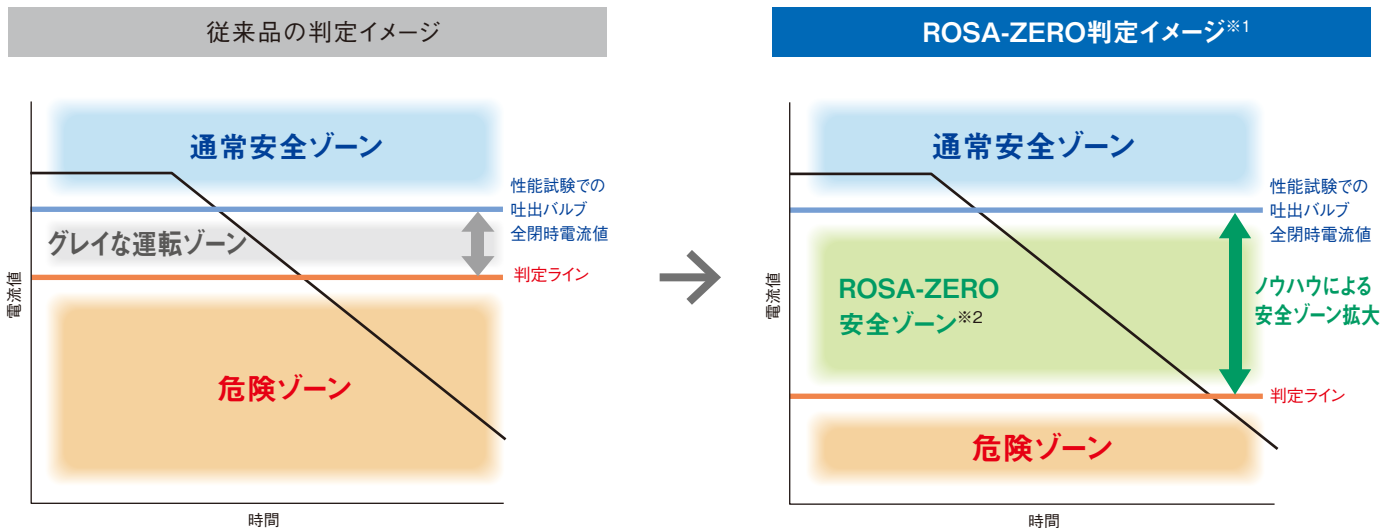 従来品の判定イメージ
通常安全ゾーン
性能試験での
吐出バルブ
全閉時電流値
グレイな運転ゾーン
判定ライン
危険ゾーン
電流値
時間
ROSA-ZERO判定イメージ※1
通常安全ゾーン
性能試験での
吐出バルブ
全閉時電流値
ROSA-ZERO
安全ゾーン※2
ノウハウによる
安全ゾーン拡大
判定ライン
危険ゾーン
電流値
時間